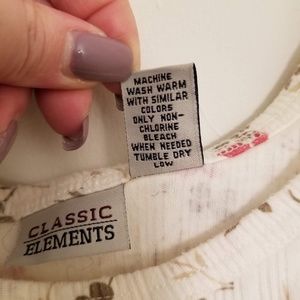 MACHINE
WASH WARM
WITH SIMILAR
COLORS
ONLY NON-
CHLORINE
BLEACH
WHEN NEEDED
TUMBLE DRY
LOW
CLASSIC
ELEMENTS